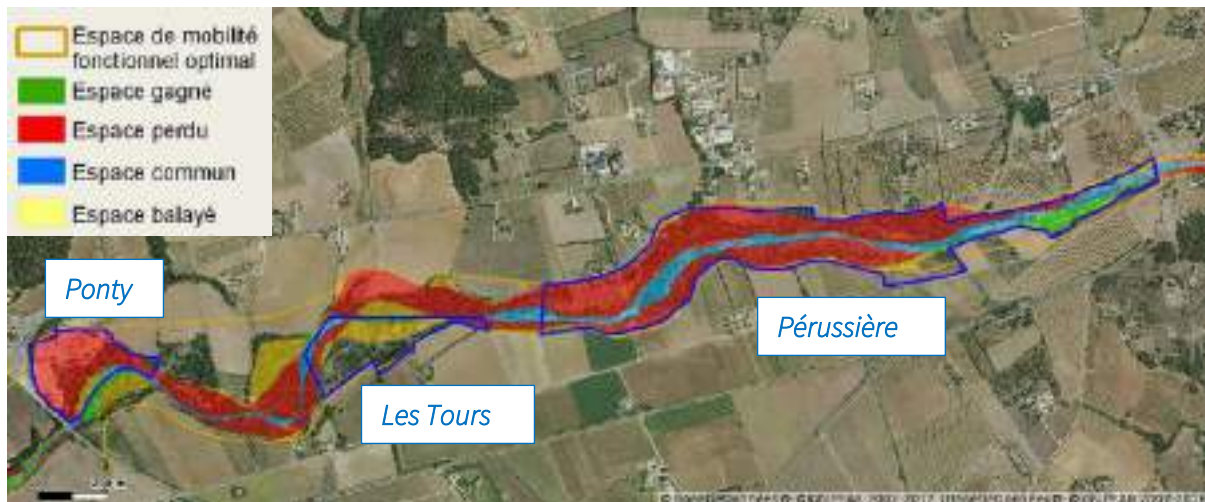 Espace de mobilité
fonctionnel optimal
Espace gagné
Espace perdu
Espace commun
Espace balayé
Ponty
Pérussière
Les Tours